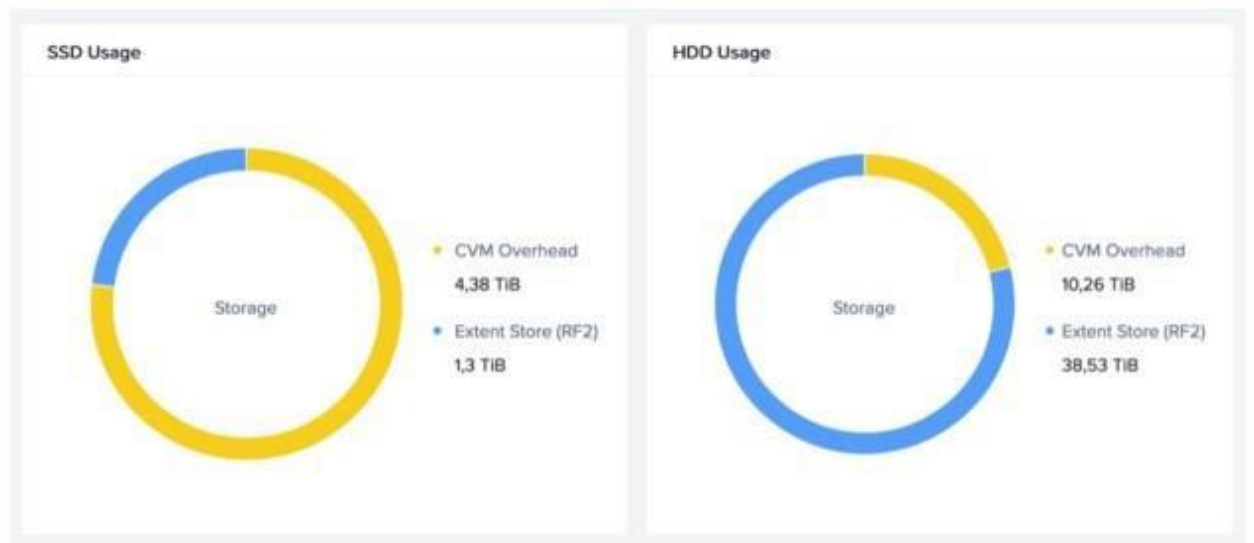 SSD Usage
Storage
CVM Overhead
4,38 TiB
Extent Store (RF2)
1,3 TiB
HDD Usage
Storage
CVM Overhead
10,26 TiB
Extent Store (RF2)
38,53 TiB